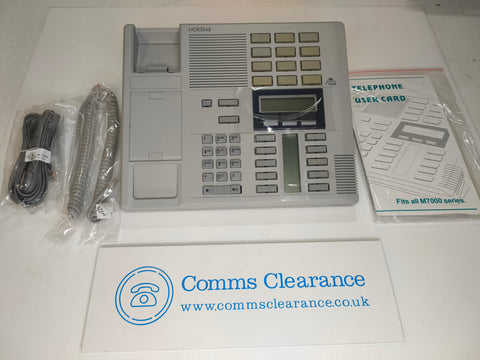 NORSTAR
TELEPHONE
USER CARD
Fits all M7000 series.
Comms Clearance
www.commsclearance.co.uk